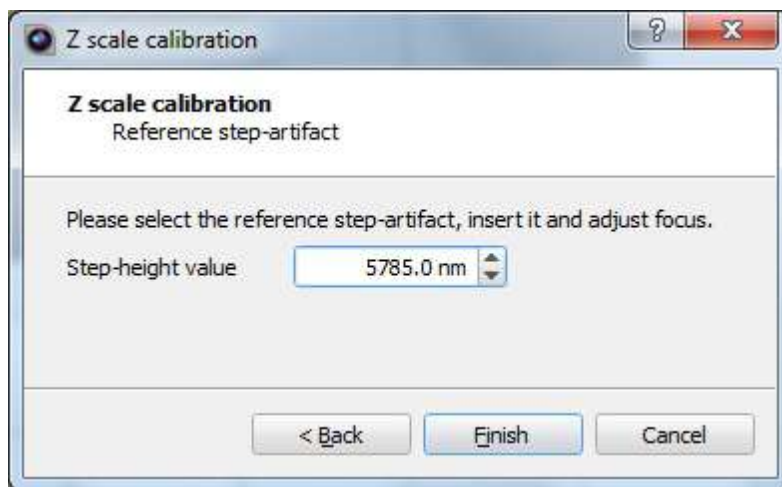 Z scale calibration
Z scale calibration
Reference step-artifact
Please select the reference step-artifact, insert it and adjust focus.
Step-height value 5785.0 nm
< Back Finish Cancel